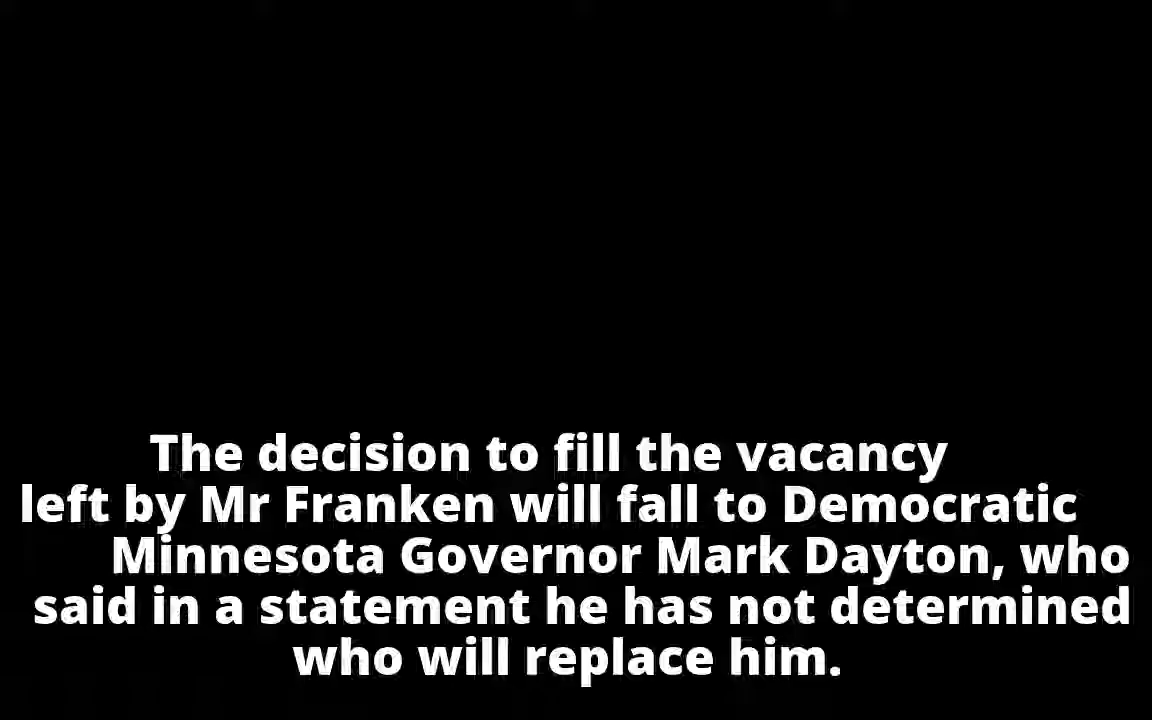 The decision to fill the vacancy
left by Mr Franken will fall to Democratic
Minnesota Governor Mark Dayton, who
said in a statement he has not determined
who will replace him.